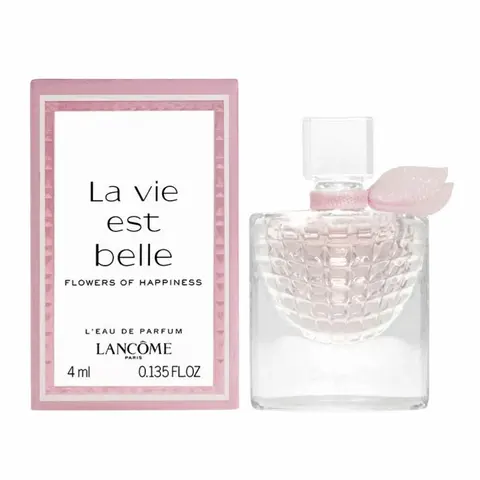 La vie
est
belle
FLOWERS OF HAPPINESS
L'EAU DE PARFUM
LANCÔME
PARIS
4 ml 0.135 FL.OZ